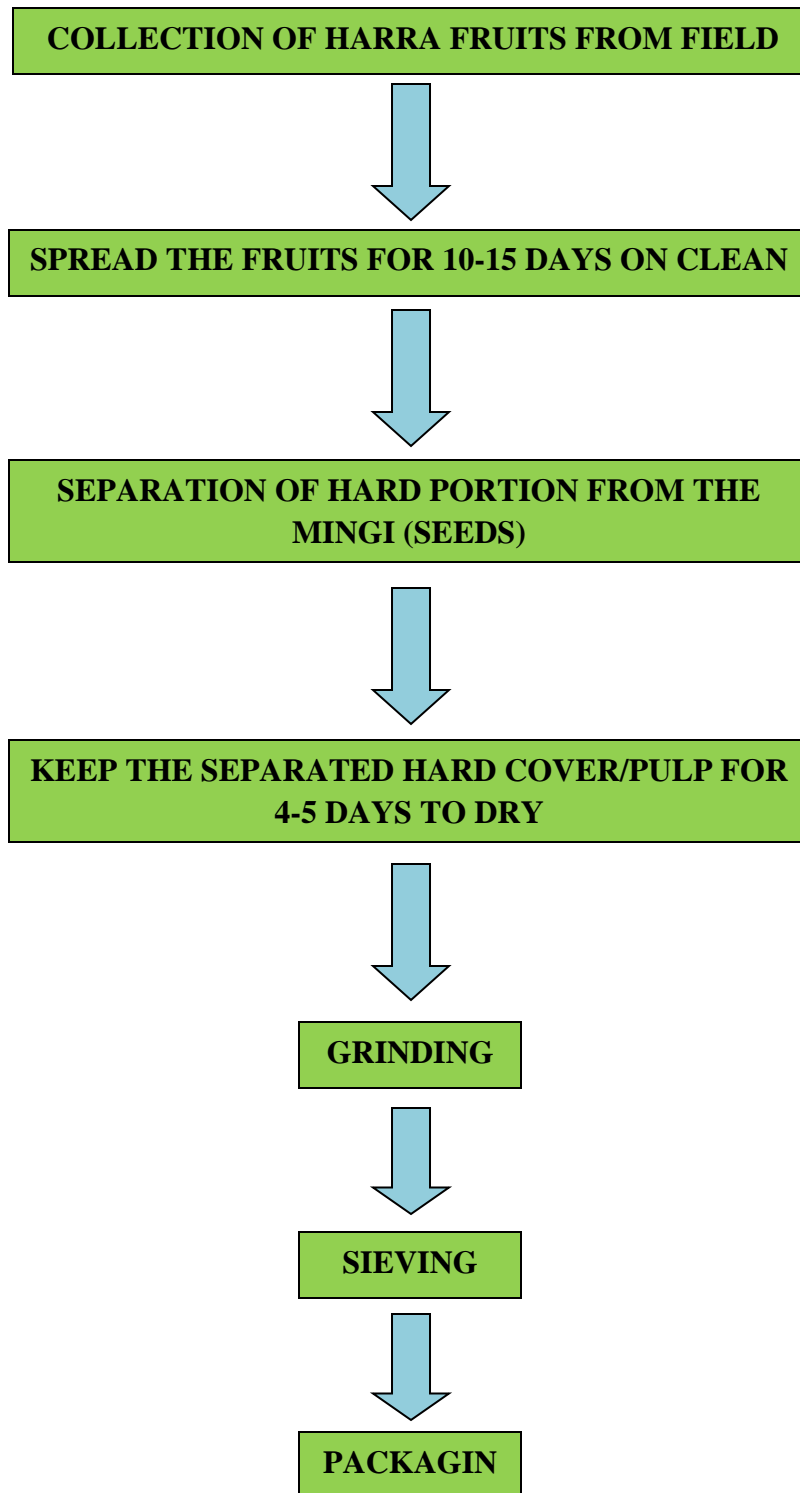 COLLECTION OF HARRA FRUITS FROM FIELD
SPREAD THE FRUITS FOR 10-15 DAYS ON CLEAN
SEPARATION OF HARD PORTION FROM THE
MINGI (SEEDS)
KEEP THE SEPARATED HARD COVER/PULP FOR
4-5 DAYS TO DRY
GRINDING
SIEVING
PACKAGIN